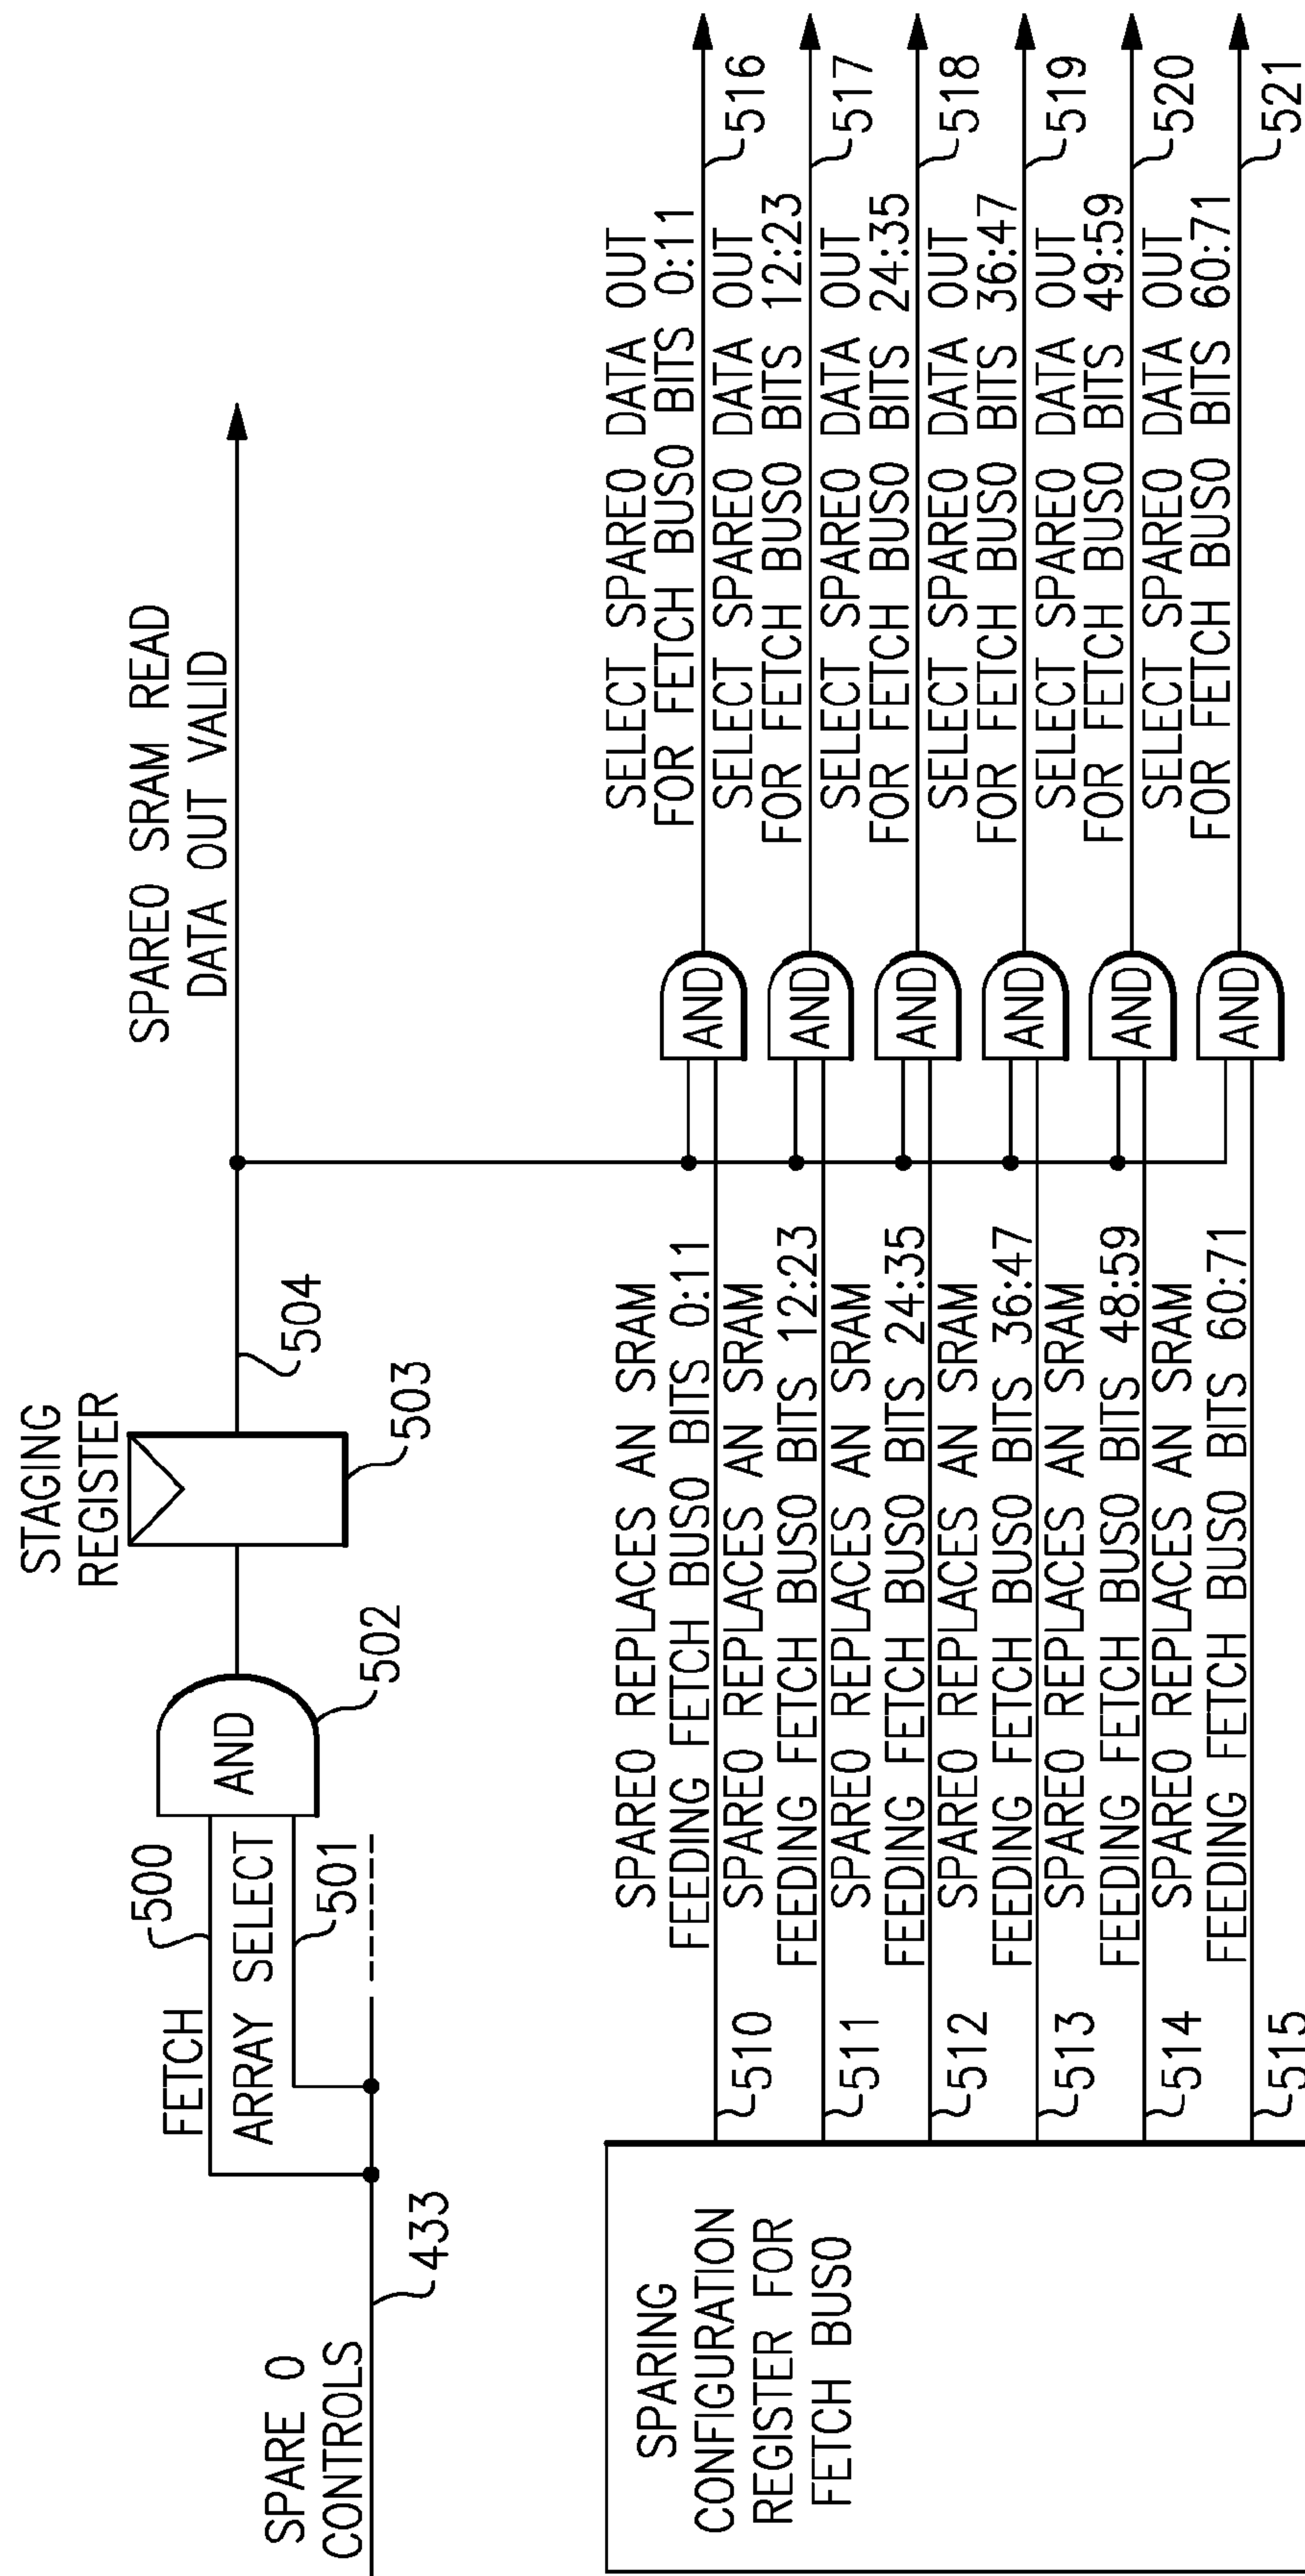 SPARE 0
CONTROLS
433
FETCH
500
ARRAY SELECT
501
AND
502
STAGING
REGISTER
503
504
SPARE0 SRAM READ
DATA OUT VALID
SPARING
CONFIGURATION
REGISTER FOR
FETCH BUS0
510
SPARE0 REPLACES AN SRAM
FEEDING FETCH BUS0 BITS 0:11
AND
SELECT SPARE0 DATA OUT
FOR FETCH BUS0 BITS 0:11
516
511
SPARE0 REPLACES AN SRAM
FEEDING FETCH BUS0 BITS 12:23
AND
SELECT SPARE0 DATA OUT
FOR FETCH BUS0 BITS 12:23
517
512
SPARE0 REPLACES AN SRAM
FEEDING FETCH BUS0 BITS 24:35
AND
SELECT SPARE0 DATA OUT
FOR FETCH BUS0 BITS 24:35
518
513
SPARE0 REPLACES AN SRAM
FEEDING FETCH BUS0 BITS 36:47
AND
SELECT SPARE0 DATA OUT
FOR FETCH BUS0 BITS 36:47
519
514
SPARE0 REPLACES AN SRAM
FEEDING FETCH BUS0 BITS 48:59
AND
SELECT SPARE0 DATA OUT
FOR FETCH BUS0 BITS 49:59
520
515
SPARE0 REPLACES AN SRAM
FEEDING FETCH BUS0 BITS 60:71
AND
SELECT SPARE0 DATA OUT
FOR FETCH BUS0 BITS 60:71
521